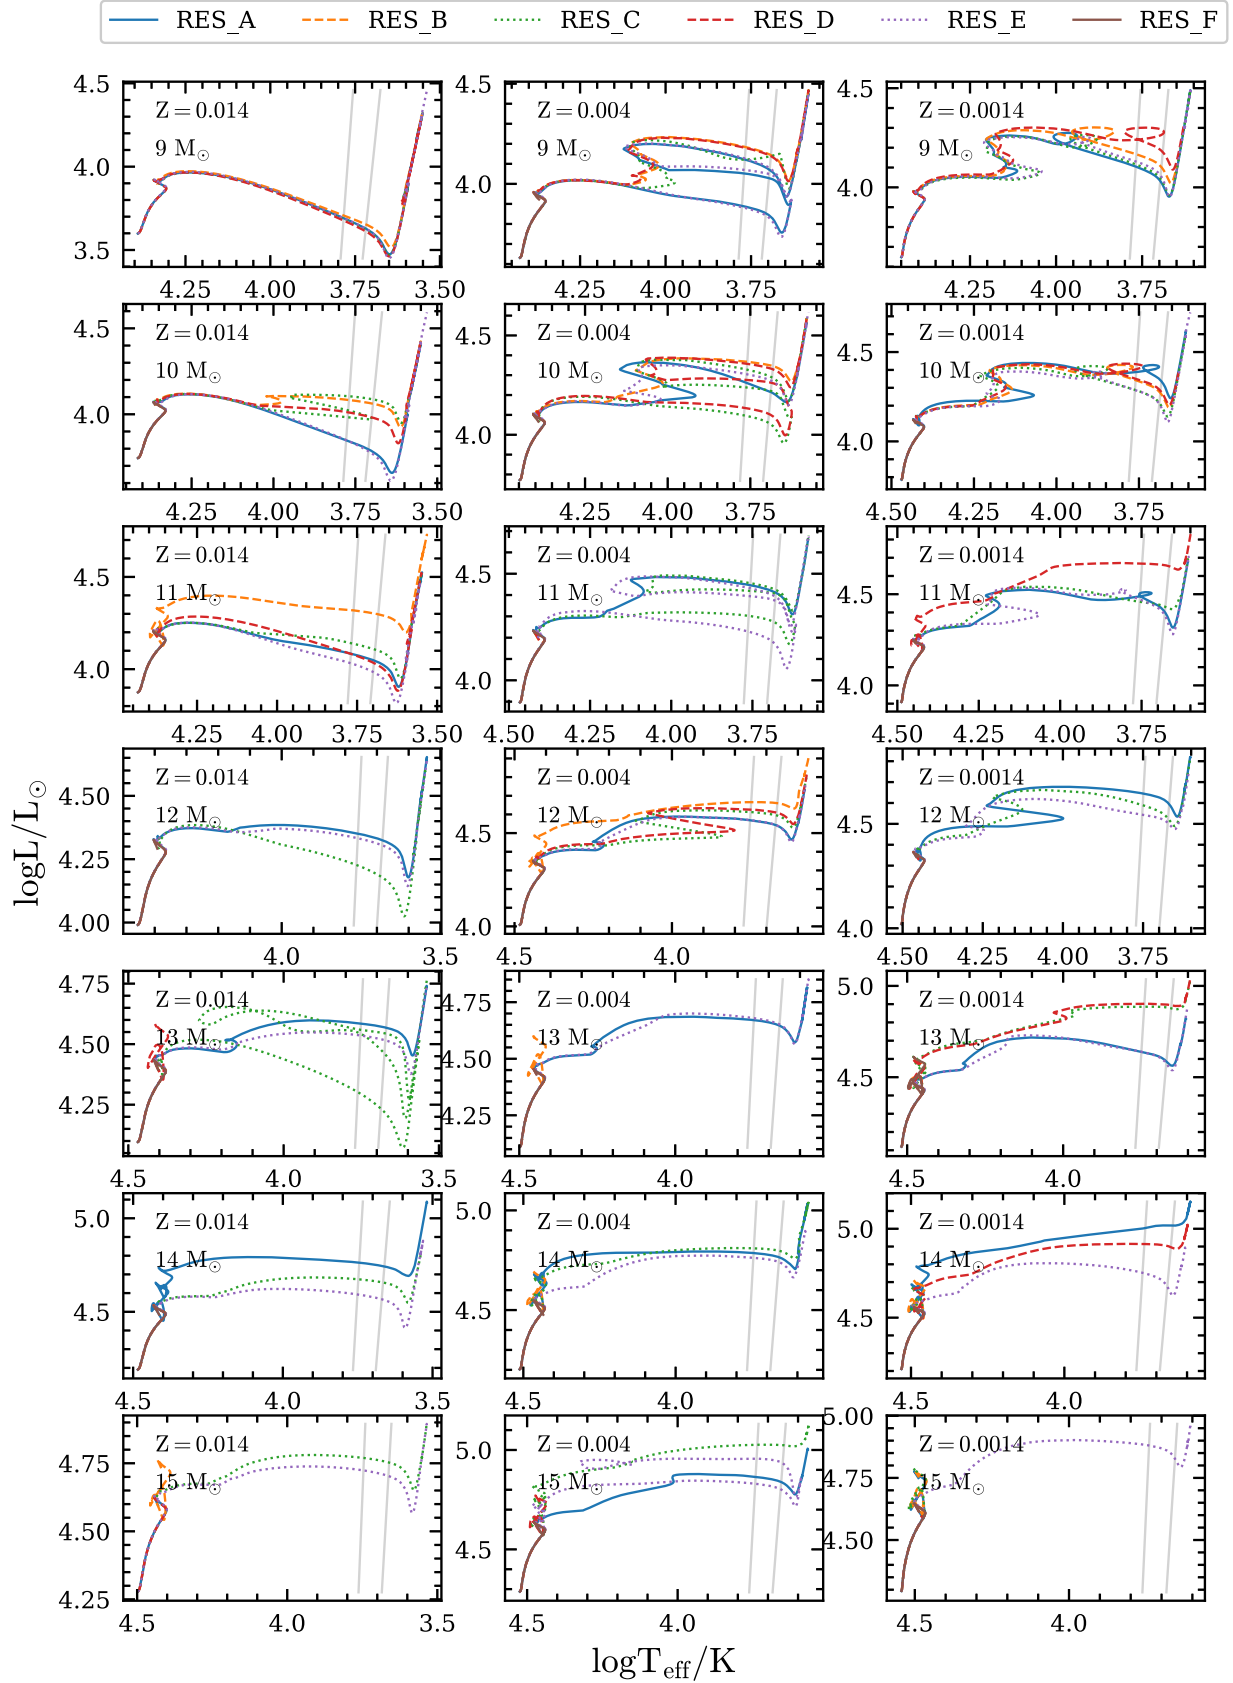 RES_A RES_B RES_C RES_D RES_E RES_F
4.5 4.0 3.5
Z = 0.014
9 M⊙
4.25 4.00 3.75 3.50
4.5 4.0
Z = 0.004
9 M⊙
4.25 4.00 3.75
4.5 4.0
Z = 0.0014
9 M⊙
4.25 4.00 3.75
4.5 4.0
Z = 0.014
10 M⊙
4.25 4.00 3.75 3.50
4.5 4.0
Z = 0.004
10 M⊙
4.25 4.00 3.75
4.4 4.0
Z = 0.0014
10 M⊙
4.50 4.25 4.00 3.75
4.5 4.0
Z = 0.014
11 M⊙
4.25 4.00 3.75 3.50
4.5 4.0
Z = 0.004
11 M⊙
4.50 4.25 4.00 3.75
4.5 4.0
Z = 0.0014
11 M⊙
4.50 4.25 4.00 3.75
4.50 4.25 4.00
Z = 0.014
12 M⊙
4.0 3.5
4.5 4.0
Z = 0.004
12 M⊙
4.5 4.0
4.5 4.0
Z = 0.0014
12 M⊙
4.50 4.25 4.00 3.75
4.75 4.50 4.25
Z = 0.014
13 M⊙
4.5 4.0 3.5
4.75 4.50 4.25
Z = 0.004
13 M⊙
4.5 4.0
5.0 4.5
Z = 0.0014
13 M⊙
4.5 4.0
5.0 4.5
Z = 0.014
14 M⊙
4.5 4.0 3.5
5.0 4.5
Z = 0.004
14 M⊙
4.5 4.0
5.0 4.5
Z = 0.0014
14 M⊙
4.5 4.0
4.75 4.50 4.25
Z = 0.014
15 M⊙
4.5 4.0 3.5
5.0 4.5
Z = 0.004
15 M⊙
4.5 4.0
5.00 4.75 4.50
Z = 0.0014
15 M⊙
4.5 4.0
logL/L⊙
logTeff/K